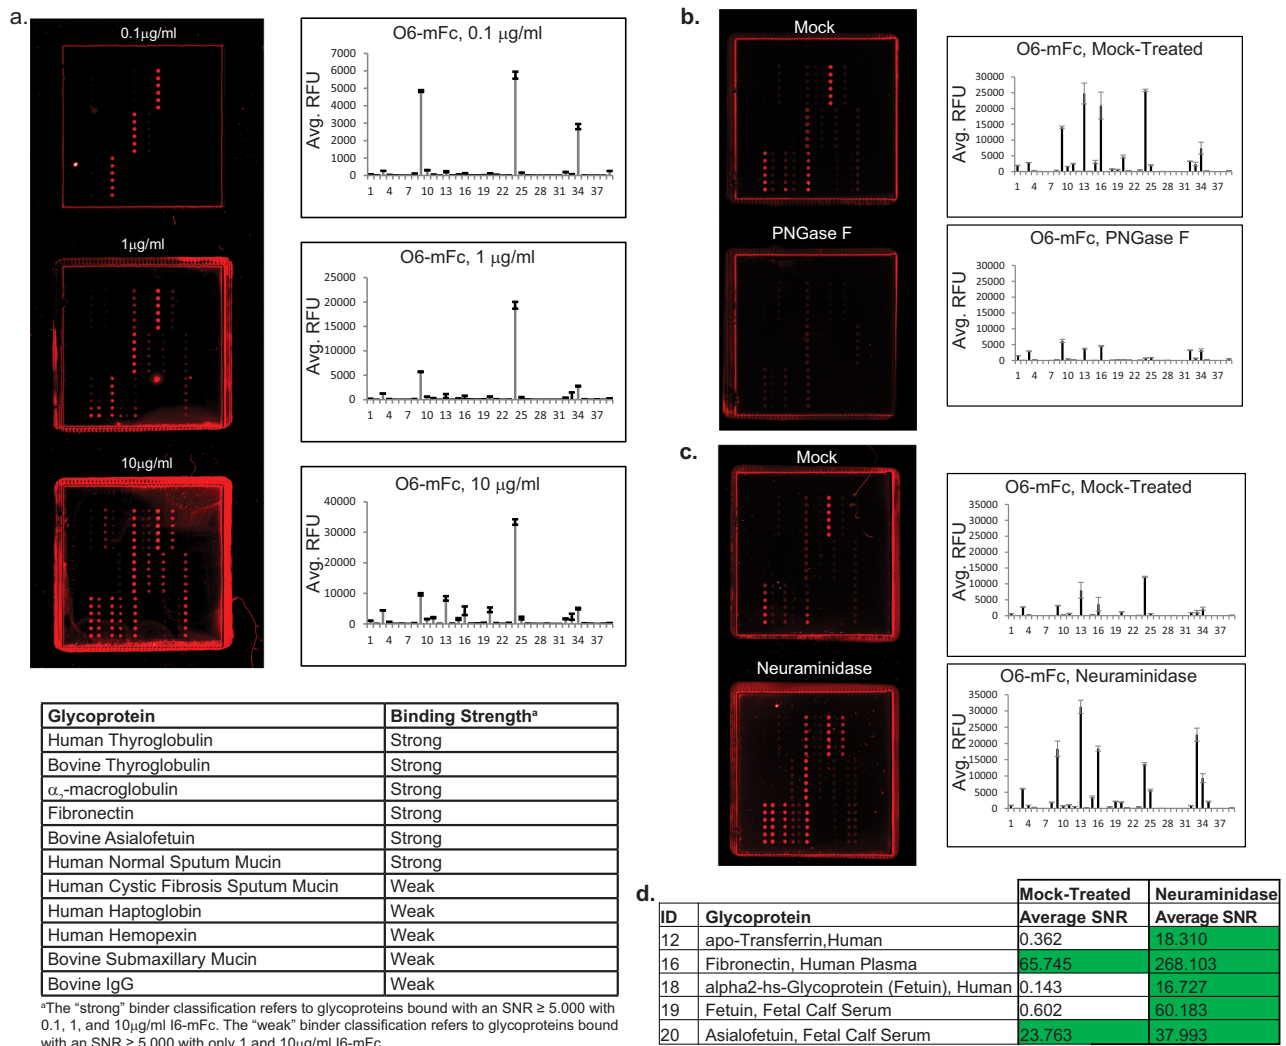 a.
0.1μg/ml
1μg/ml
10μg/ml
O6-mFc, 0.1 μg/ml
Avg. RFU
7000
6000
5000
4000
3000
2000
1000
0
1 4 7 10 13 16 19 22 25 28 31 34 37
O6-mFc, 1 μg/ml
Avg. RFU
25000
20000
15000
10000
5000
0
1 4 7 10 13 16 19 22 25 28 31 34 37
O6-mFc, 10 μg/ml
Avg. RFU
40000
30000
20000
10000
0
1 4 7 10 13 16 19 22 25 28 31 34 37
Glycoprotein Binding Strengthᵃ
Human Thyroglobulin Strong
Bovine Thyroglobulin Strong
α₂-macroglobulin Strong
Fibronectin Strong
Bovine Asialofetuin Strong
Human Normal Sputum Mucin Strong
Human Cystic Fibrosis Sputum Mucin Weak
Human Haptoglobin Weak
Human Hemopexin Weak
Bovine Submaxillary Mucin Weak
Bovine IgG Weak
ᵃThe “strong” binder classification refers to glycoproteins bound with an SNR ≥ 5.000 with
0.1, 1, and 10μg/ml I6-mFc. The “weak” binder classification refers to glycoproteins bound
with an SNR ≥ 5.000 with only 1 and 10μg/ml I6-mFc
b.
Mock
PNGase F
O6-mFc, Mock-Treated
Avg. RFU
30000
25000
20000
15000
10000
5000
0
1 4 7 10 13 16 19 22 25 28 31 34 37
O6-mFc, PNGase F
Avg. RFU
30000
25000
20000
15000
10000
5000
0
1 4 7 10 13 16 19 22 25 28 31 34 37
c.
Mock
Neuraminidase
O6-mFc, Mock-Treated
Avg. RFU
35000
30000
25000
20000
15000
10000
5000
0
1 4 7 10 13 16 19 22 25 28 31 34 37
O6-mFc, Neuraminidase
Avg. RFU
35000
30000
25000
20000
15000
10000
5000
0
1 4 7 10 13 16 19 22 25 28 31 34 37
d.
Mock-Treated Neuraminidase
ID Glycoprotein Average SNR Average SNR
12 apo-Transferrin,Human 0.362 18.310
16 Fibronectin, Human Plasma 65.745 268.103
18 alpha2-hs-Glycoprotein (Fetuin), Human 0.143 16.727
19 Fetuin, Fetal Calf Serum 0.602 60.183
20 Asialofetuin, Fetal Calf Serum 23.763 37.993